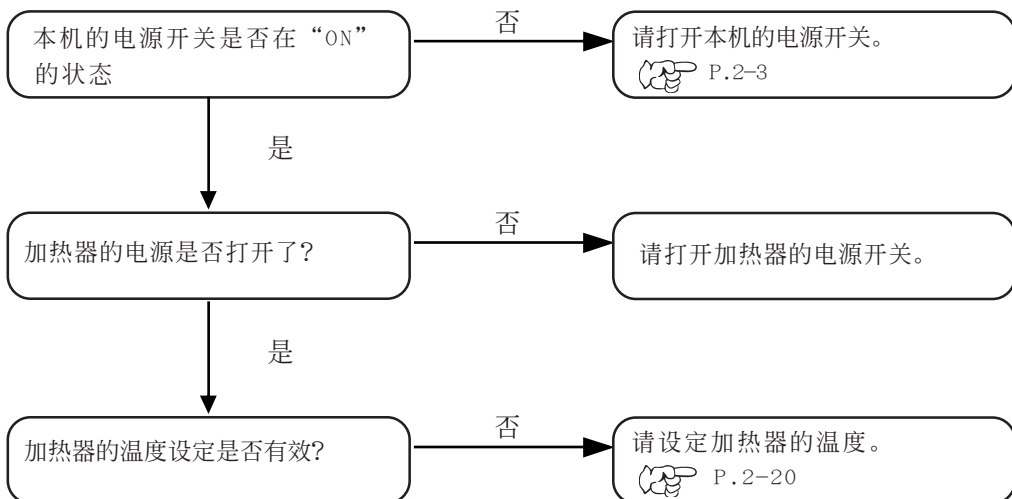 本机的电源开关是否在“ON”
的状态
否
请打开本机的电源开关。
P.2-3
是
加热器的电源是否打开了?
否
请打开加热器的电源开关。
是
加热器的温度设定是否有效?
否
请设定加热器的温度。
P.2-20